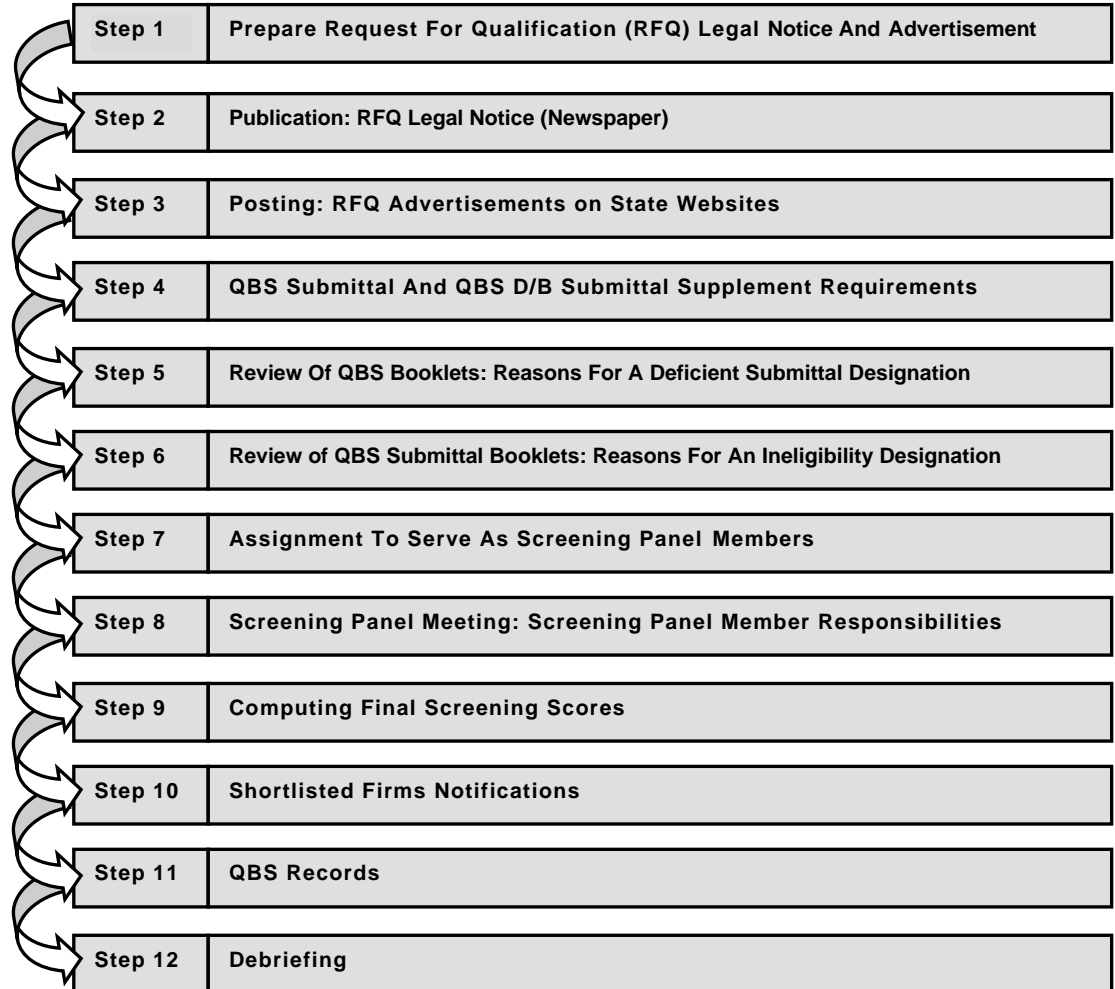 Step 1 Prepare Request For Qualification (RFQ) Legal Notice And Advertisement
Step 2 Publication: RFQ Legal Notice (Newspaper)
Step 3 Posting: RFQ Advertisements on State Websites
Step 4 QBS Submittal And QBS D/B Submittal Supplement Requirements
Step 5 Review Of QBS Booklets: Reasons For A Deficient Submittal Designation
Step 6 Review of QBS Submittal Booklets: Reasons For An Ineligibility Designation
Step 7 Assignment To Serve As Screening Panel Members
Step 8 Screening Panel Meeting: Screening Panel Member Responsibilities
Step 9 Computing Final Screening Scores
Step 10 Shortlisted Firms Notifications
Step 11 QBS Records
Step 12 Debriefing